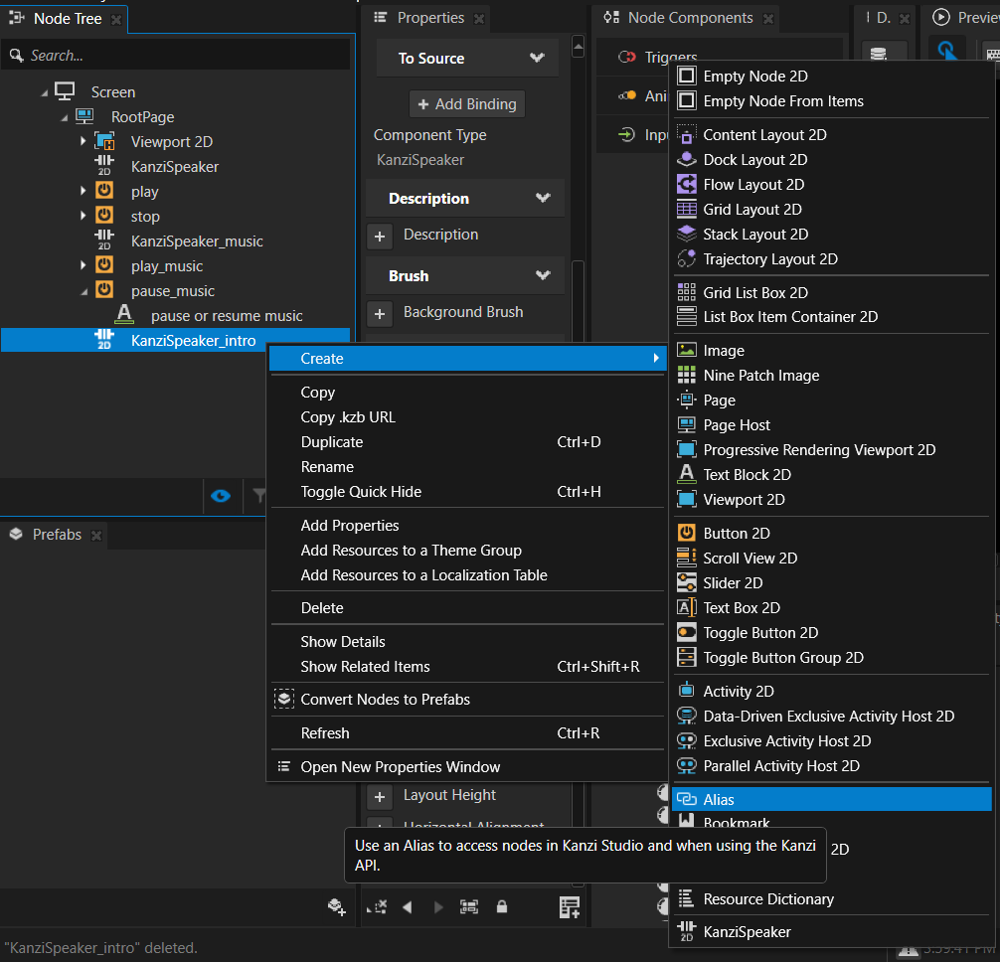 Node Tree
Properties
Node Components
D.
Preview
Search...
To Source
Triggers
Add Binding
Component Type
KanziSpeaker
Description
Description
Brush
Background Brush
Screen
RootPage
Viewport 2D
KanziSpeaker
play
stop
KanziSpeaker_music
play_music
pause_music
pause or resume music
KanziSpeaker_intro
Prefabs
Create
Copy
Copy .kzb URL
Duplicate Ctrl+D
Rename
Toggle Quick Hide Ctrl+H
Add Properties
Add Resources to a Theme Group
Add Resources to a Localization Table
Delete
Show Details
Show Related Items Ctrl+Shift+R
Convert Nodes to Prefabs
Refresh Ctrl+R
Open New Properties Window
Layout Height
Horizontal Alignment
Empty Node 2D
Empty Node From Items
Content Layout 2D
Dock Layout 2D
Flow Layout 2D
Grid Layout 2D
Stack Layout 2D
Trajectory Layout 2D
Grid List Box 2D
List Box Item Container 2D
Image
Nine Patch Image
Page
Page Host
Progressive Rendering Viewport 2D
Text Block 2D
Viewport 2D
Button 2D
Scroll View 2D
Slider 2D
Text Box 2D
Toggle Button 2D
Toggle Button Group 2D
Activity 2D
Data-Driven Exclusive Activity Host 2D
Exclusive Activity Host 2D
Parallel Activity Host 2D
Alias
Bookmark
2D
Resource Dictionary
KanziSpeaker
Use an Alias to access nodes in Kanzi Studio and when using the Kanzi
API.
"KanziSpeaker_intro" deleted.